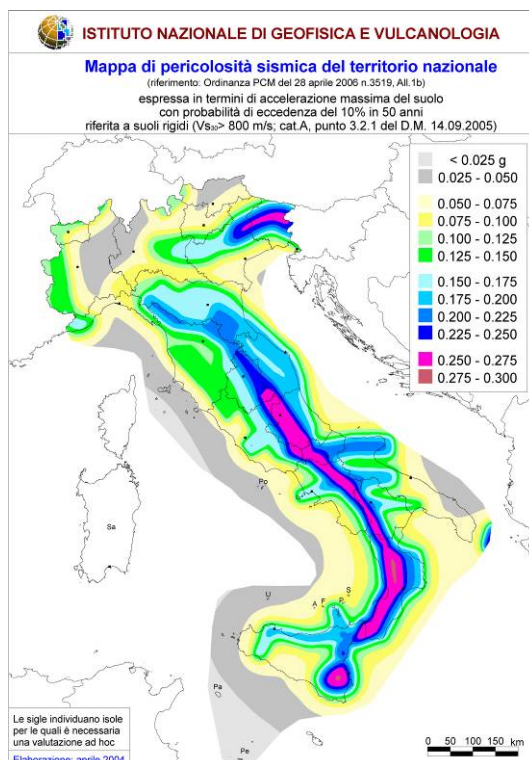 ISTITUTO NAZIONALE DI GEOFISICA E VULCANOLOGIA
Mappa di pericolosità sismica del territorio nazionale
(riferimento: Ordinanza PCM del 28 aprile 2006 n.3519, All.1b)
espressa in termini di accelerazione massima del suolo
con probabilità di eccedenza del 10% in 50 anni
riferita a suoli rigidi (Vs₃₀> 800 m/s; cat.A, punto 3.2.1 del D.M. 14.09.2005)
< 0.025 g
0.025 - 0.050
0.050 - 0.075
0.075 - 0.100
0.100 - 0.125
0.125 - 0.150
0.150 - 0.175
0.175 - 0.200
0.200 - 0.225
0.225 - 0.250
0.250 - 0.275
0.275 - 0.300
Po
Sa
U
A F P S
Pa
Pe
Le sigle individuano isole
per le quali è necessaria
una valutazione ad hoc
Elaborazione: aprile 2004
0 50 100 150 km